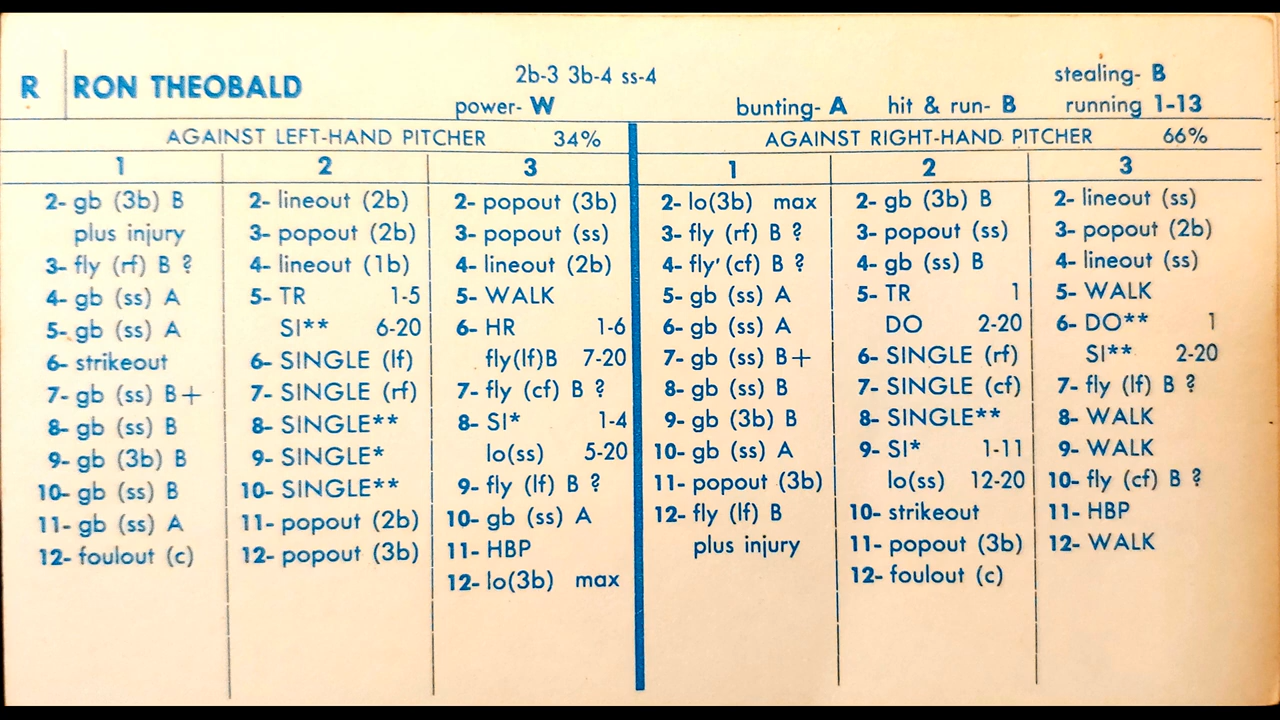 R RON THEOBALD
2b-3 3b-4 ss-4
power- W
bunting- A
hit & run- B
stealing- B
running 1-13
AGAINST LEFT-HAND PITCHER 34%
1
2- gb (3b) B
plus injury
3- fly (rf) B ?
4- gb (ss) A
5- gb (ss) A
6- strikeout
7- gb (ss) B+
8- gb (ss) B
9- gb (3b) B
10- gb (ss) B
11- gb (ss) A
12- foulout (c)
2
2- lineout (2b)
3- popout (2b)
4- lineout (1b)
5- TR 1-5
SI** 6-20
6- SINGLE (lf)
7- SINGLE (rf)
8- SINGLE**
9- SINGLE*
10- SINGLE**
11- popout (2b)
12- popout (3b)
3
2- popout (3b)
3- popout (ss)
4- lineout (2b)
5- WALK
6- HR 1-6
fly(lf)B 7-20
7- fly (cf) B ?
8- SI* 1-4
lo(ss) 5-20
9- fly (lf) B ?
10- gb (ss) A
11- HBP
12- lo(3b) max
AGAINST RIGHT-HAND PITCHER 66%
1
2- lo(3b) max
3- fly (rf) B ?
4- fly (cf) B ?
5- gb (ss) A
6- gb (ss) A
7- gb (ss) B+
8- gb (ss) B
9- gb (3b) B
10- gb (ss) A
11- popout (3b)
12- fly (lf) B
plus injury
2
2- gb (3b) B
3- popout (ss)
4- gb (ss) B
5- TR 1
DO 2-20
6- SINGLE (rf)
7- SINGLE (cf)
8- SINGLE**
9- SI* 1-11
lo(ss) 12-20
10- strikeout
11- popout (3b)
12- foulout (c)
3
2- lineout (ss)
3- popout (2b)
4- lineout (ss)
5- WALK
6- DO** 1
SI** 2-20
7- fly (lf) B ?
8- WALK
9- WALK
10- fly (cf) B ?
11- HBP
12- WALK